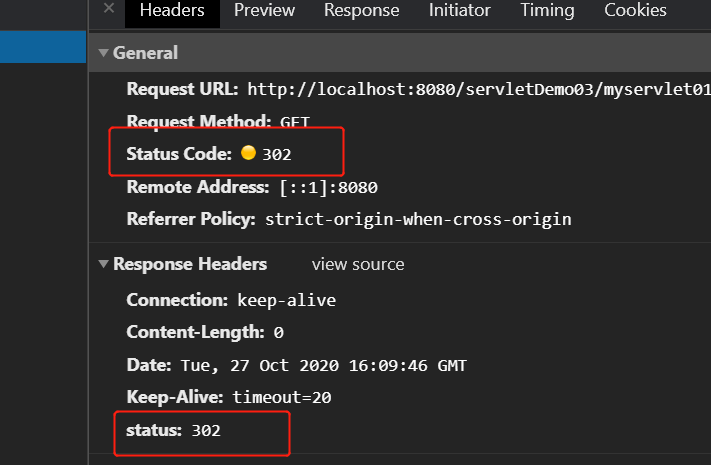 × Headers Preview Response Initiator Timing Cookies
General
Request URL: http://localhost:8080/servletDemo03/myservlet01
Request Method: GET
Status Code: 302
Remote Address: [::1]:8080
Referrer Policy: strict-origin-when-cross-origin
Response Headers view source
Connection: keep-alive
Content-Length: 0
Date: Tue, 27 Oct 2020 16:09:46 GMT
Keep-Alive: timeout=20
status: 302